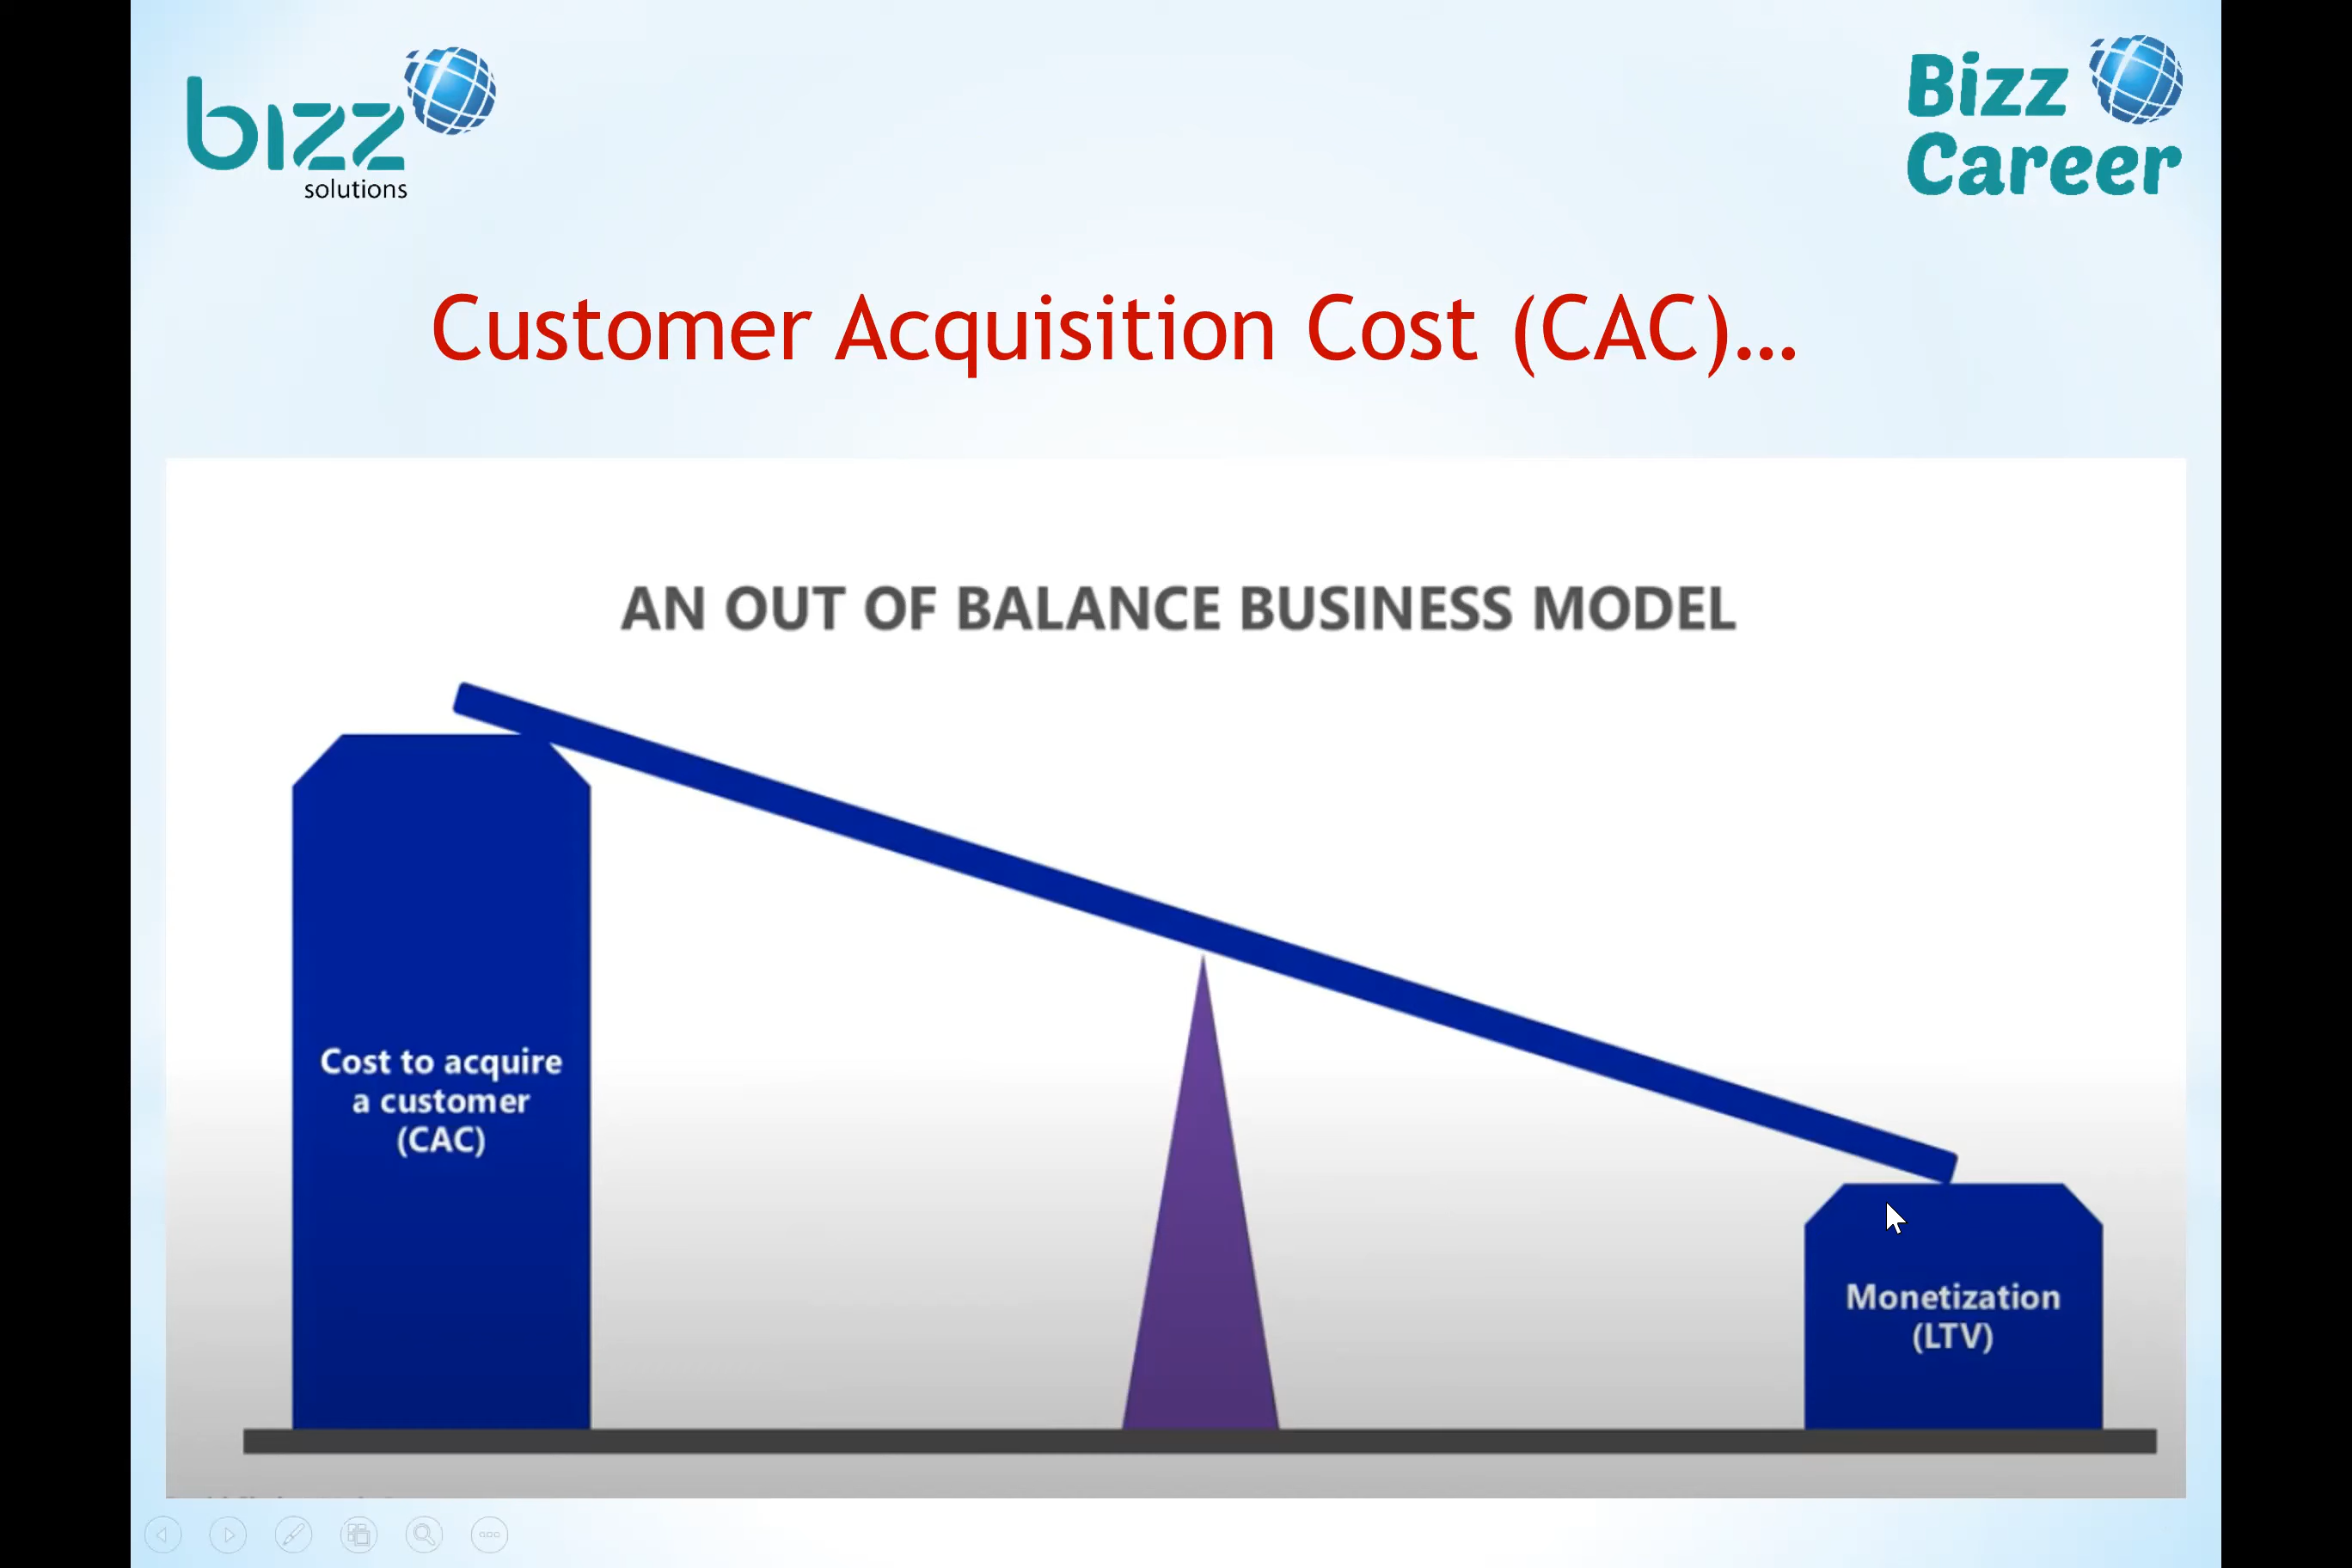 bizz
solutions
Bizz
Career
Customer Acquisition Cost (CAC)...
AN OUT OF BALANCE BUSINESS MODEL
Cost to acquire
a customer
(CAC)
Monetization
(LTV)